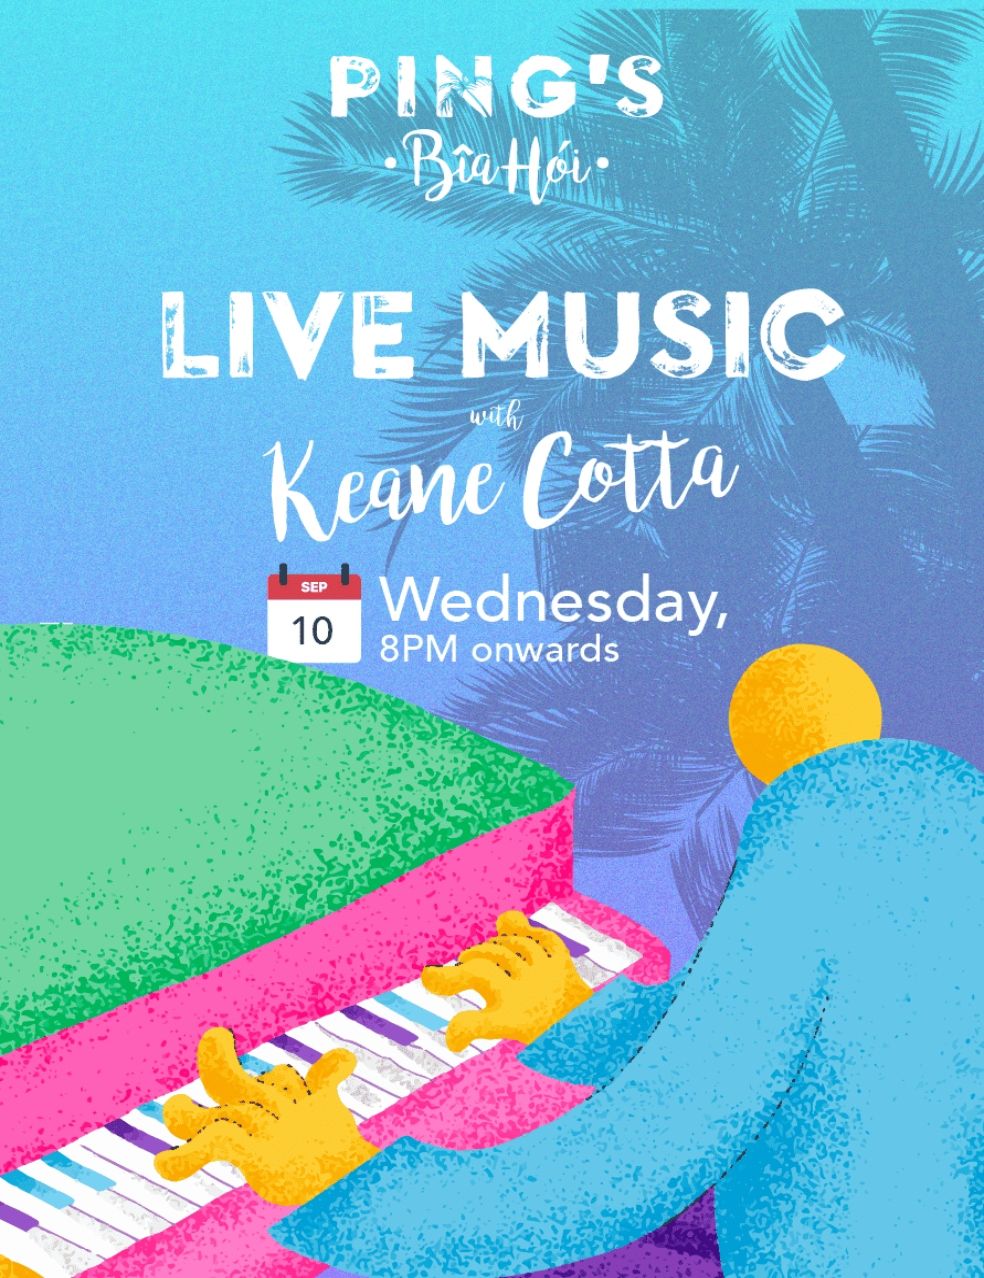 PING'S
• Bîa Hói •
LIVE MUSIC
with
Keane Cotta
SEP
10
Wednesday,
8PM onwards